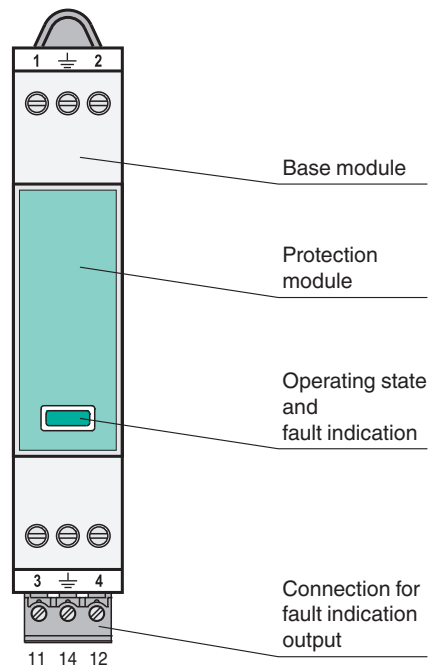 1 ⏚ 2
Base module
Protection
module
Operating state
and
fault indication
3 ⏚ 4
Connection for
fault indication
output
11 14 12